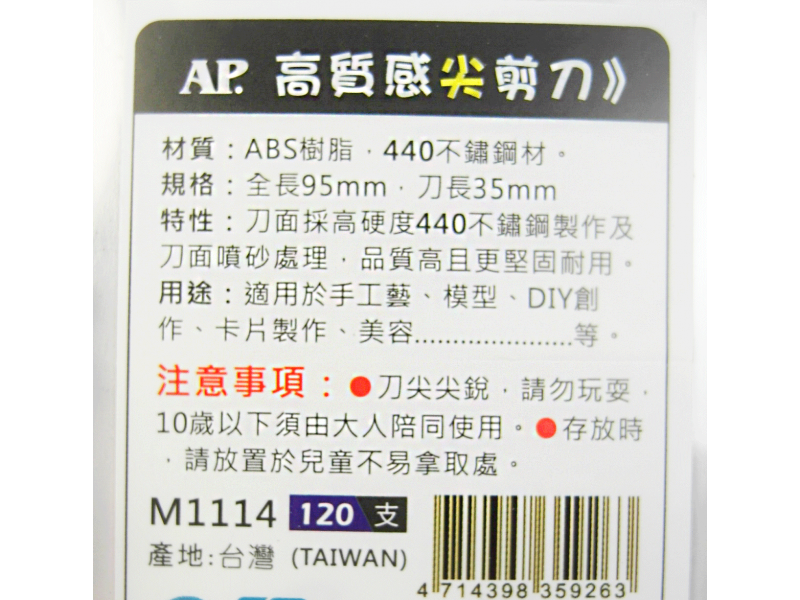 AP. 高質感尖剪刀》
材質：ABS樹脂，440不鏽鋼材。
規格：全長95mm，刀長35mm
特性：刀面採高硬度440不鏽鋼製作及
刀面噴砂處理，品質高且更堅固耐用。
用途：適用於手工藝、模型、DIY創
作、卡片製作、美容.....................等。
注意事項：●刀尖尖銳，請勿玩耍，
10歲以下須由大人陪同使用。●存放時
，請放置於兒童不易拿取處。
M1114 120 支
產地:台灣 (TAIWAN)
4 714398 359263